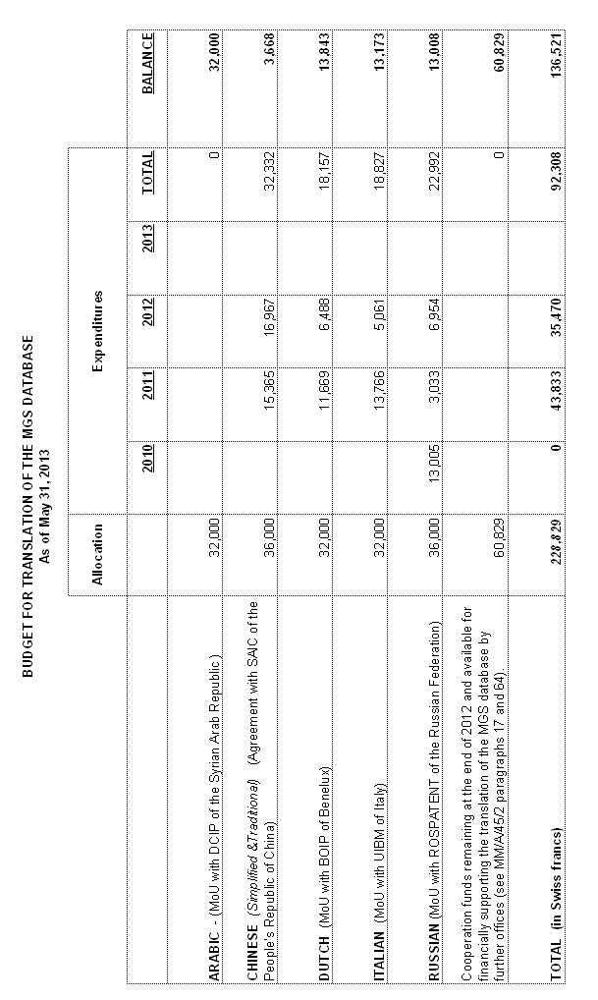 BUDGET FOR TRANSLATION OF THE MGS DATABASE
As of May 31, 2013
Allocation Expenditures
2010 2011 2012 2013 TOTAL BALANCE
ARABIC - (MoU with DCIP of the Syrian Arab Republic) 32,000 0 32,000
CHINESE (Simplified &Traditional) (Agreement with SAIC of the
People's Republic of China) 36,000 15,365 16,967 32,332 3,668
DUTCH (MoU with BOIP of Benelux) 32,000 11,669 6,488 18,157 13,843
ITALIAN (MoU with UIBM of Italy) 32,000 13,766 5,061 18,827 13,173
RUSSIAN (MoU with ROSPATENT of the Russian Federation) 36,000 13,005 3,033 6,954 22,992 13,008
Cooperation funds remaining at the end of 2012 and available for
financially supporting the translation of the MGS database by
further offices (see MM/A/45/2 paragraphs 17 and 64). 60,829 0 60,829
TOTAL (in Swiss francs) 228,829 0 43,833 35,470 92,308 136,521